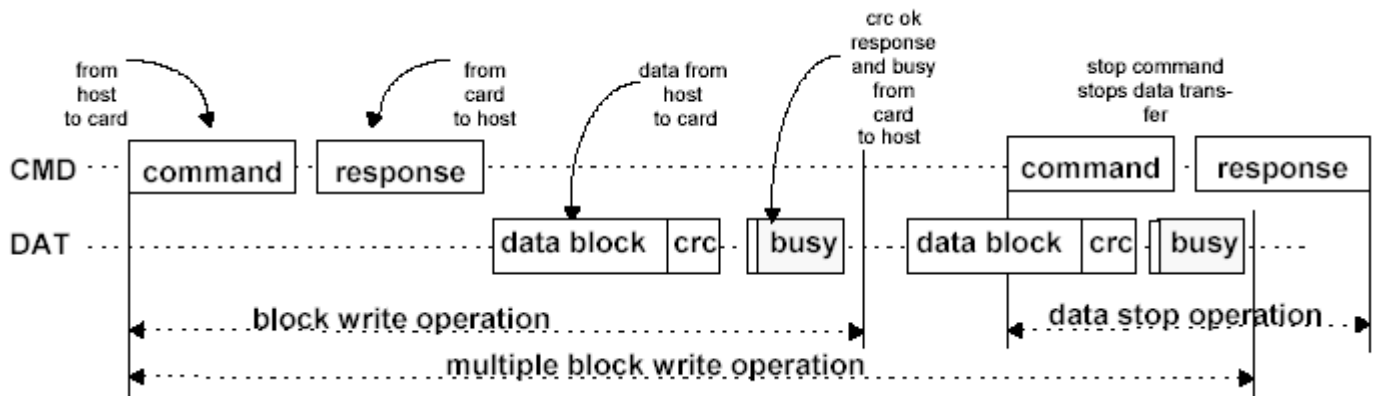 from
host
to card
from
card
to host
data from
host
to card
crc ok
response
and busy
from
card
to host
stop command
stops data trans-
fer
CMD command response command response
DAT data block crc busy data block crc busy
block write operation data stop operation
multiple block write operation